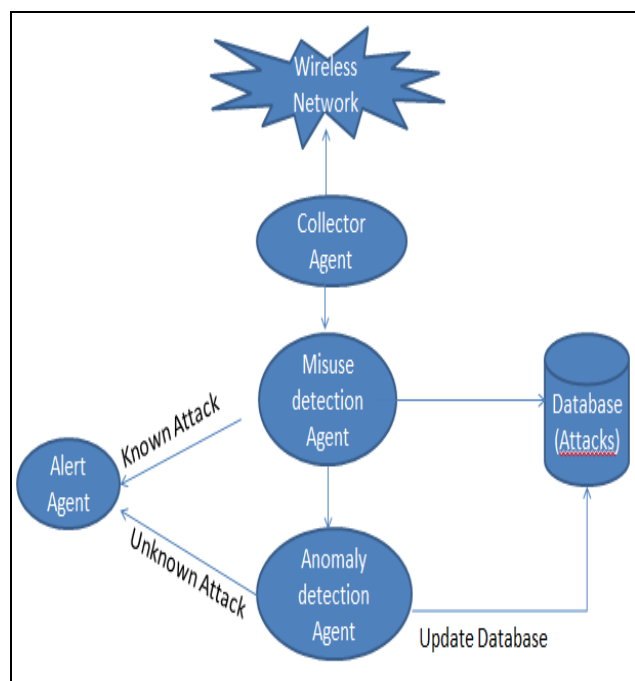 Wireless
Network
Collector
Agent
Misuse
detection
Agent
Database
(Attacks)
Known Attack
Alert
Agent
Unknown Attack
Anomaly
detection
Agent
Update Database